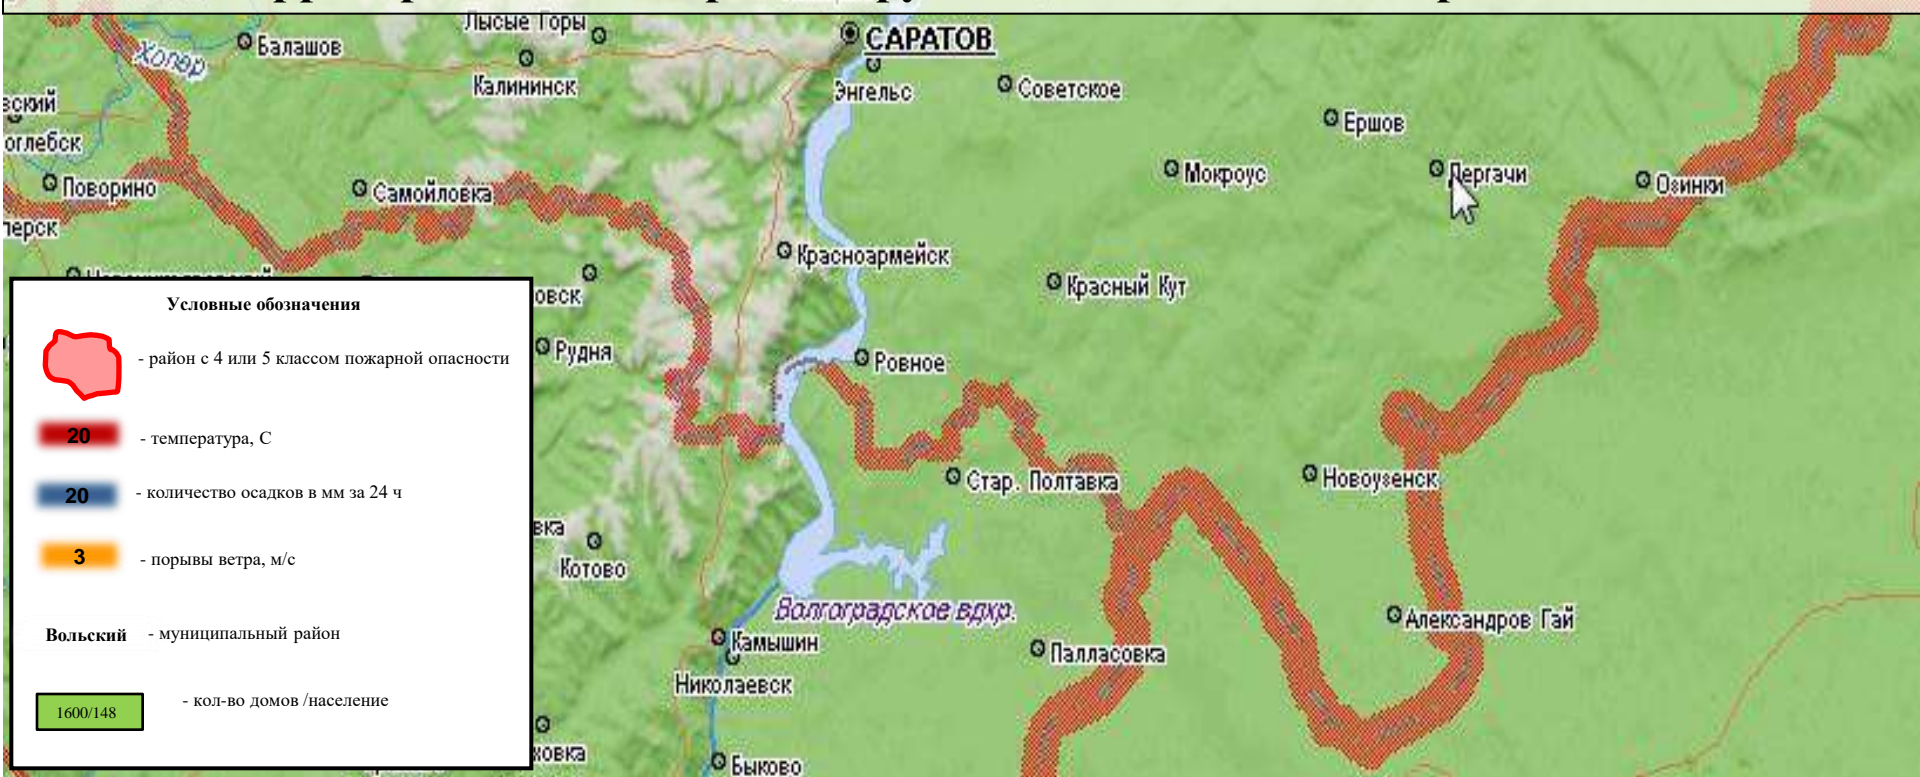 Лысые Горы
САРАТОВ
Балашов
Хопер
Калининск
Энгельс
Советское
Ершов
Мокроус
Дергачи
Озинки
Поворино
Самойловка
Красноармейск
Красный Кут
Рудня
Ровное
Стар. Полтавка
Новоузенск
Котово
Волгоградское вдхр.
Александров Гай
Камышин
Палласовка
Николаевск
Быково
Условные обозначения
- район с 4 или 5 классом пожарной опасности
20 - температура, С
20 - количество осадков в мм за 24 ч
3 - порывы ветра, м/с
Вольский - муниципальный район
1600/148 - кол-во домов /население